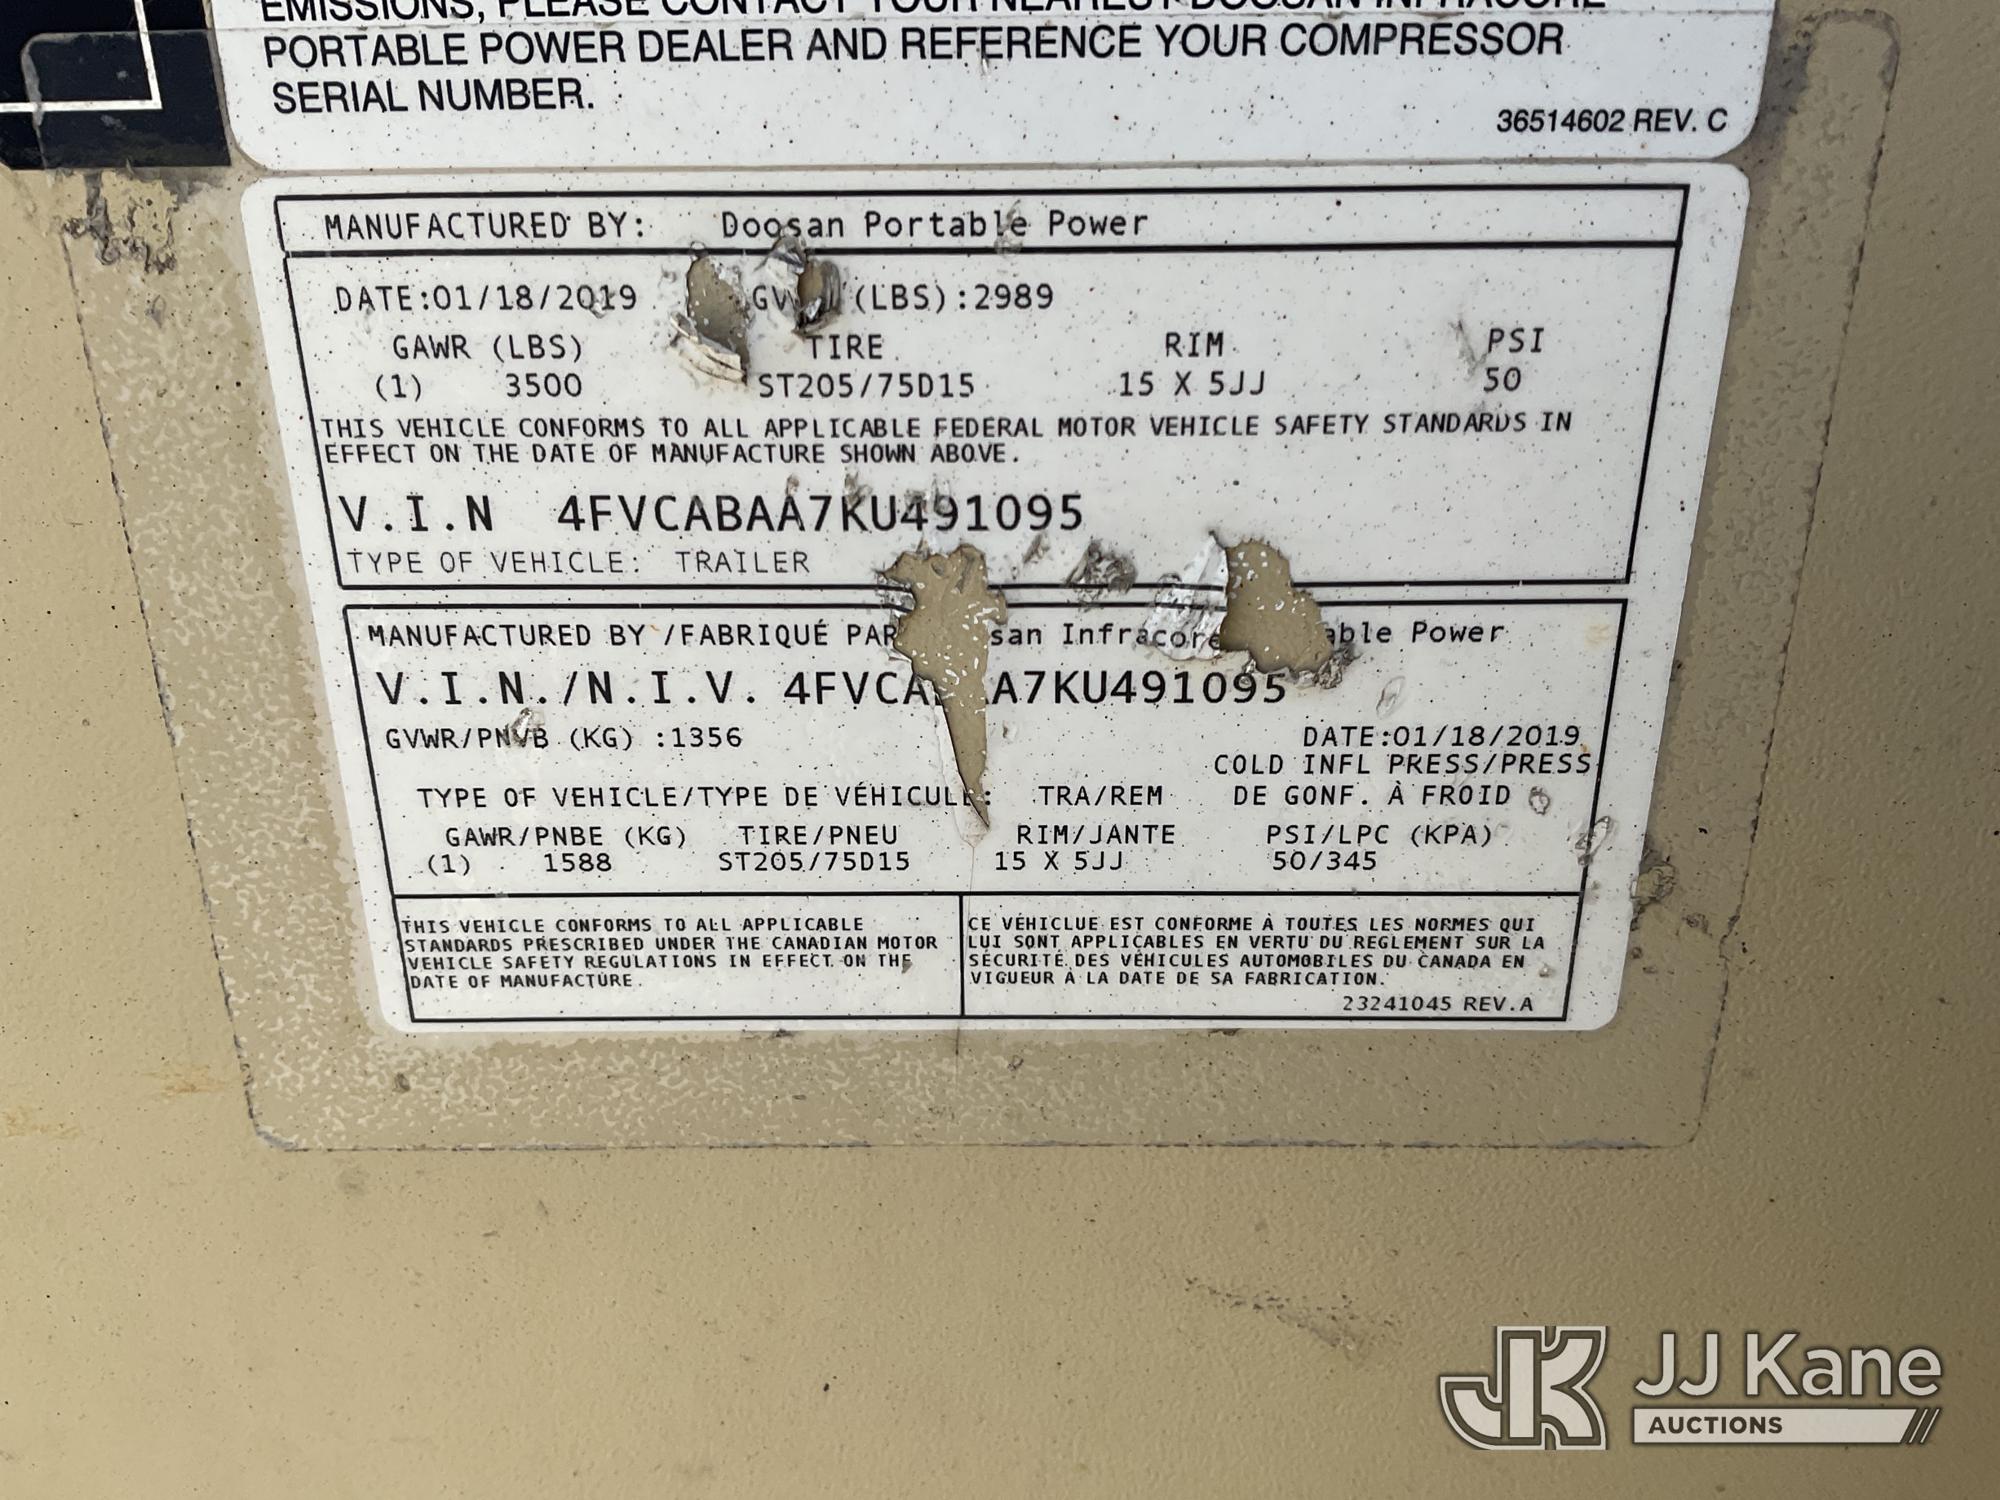 EMISSIONS, PLEASE CONTACT YOUR NEAREST DOOSAN INFRACORE
PORTABLE POWER DEALER AND REFERENCE YOUR COMPRESSOR
SERIAL NUMBER.
36514602 REV. C
MANUFACTURED BY: Doosan Portable Power
DATE:01/18/2019 (LBS):2989
GAWR (LBS) TIRE RIM PSI
(1) 3500 ST205/75D15 15 X 5JJ 50
THIS VEHICLE CONFORMS TO ALL APPLICABLE FEDERAL MOTOR VEHICLE SAFETY STANDARDS IN
EFFECT ON THE DATE OF MANUFACTURE SHOWN ABOVE.
V.I.N 4FVCABAA7KU491095
TYPE OF VEHICLE: TRAILER
MANUFACTURED BY /FABRIQUÉ PAR san Infracore able Power
V.I.N./N.I.V. 4FVCA A7KU491095
GVWR/PNVB (KG) :1356 DATE:01/18/2019
COLD INFL PRESS/PRESS
TYPE OF VEHICLE/TYPE DE VÉHICULE: TRA/REM DE GONF. À FROID
GAWR/PNBE (KG) TIRE/PNEU RIM/JANTE PSI/LPC (KPA)
(1) 1588 ST205/75D15 15 X 5JJ 50/345
THIS VEHICLE CONFORMS TO ALL APPLICABLE
STANDARDS PRESCRIBED UNDER THE CANADIAN MOTOR
VEHICLE SAFETY REGULATIONS IN EFFECT ON THE
DATE OF MANUFACTURE.
CE VÉHICLUE EST CONFORME À TOUTES LES NORMES QUI
LUI SONT APPLICABLES EN VERTU DU REGLEMENT SUR LA
SÉCURITÉ DES VÉHICULES AUTOMOBILES DU CANADA EN
VIGUEUR À LA DATE DE SA FABRICATION.
23241045 REV.A
JK JJ Kane
AUCTIONS